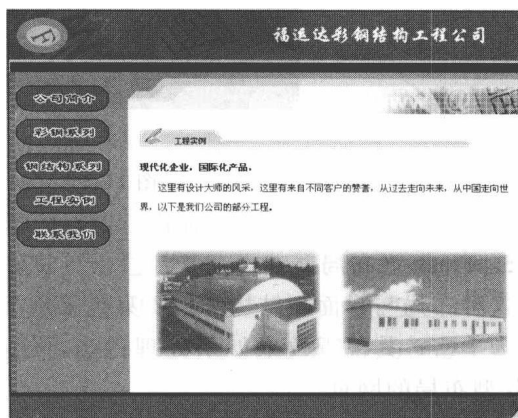 福运达彩钢结构工程公司
公司简介
彩钢系列
钢结构系列
工程实例
联系我们
工程实例
现代化企业,国际化产品。
这里有设计大师的风采,这里有来自不同客户的赞誉,从过去走向未来,从中国走向世
界,以下是我们公司的部分工程。